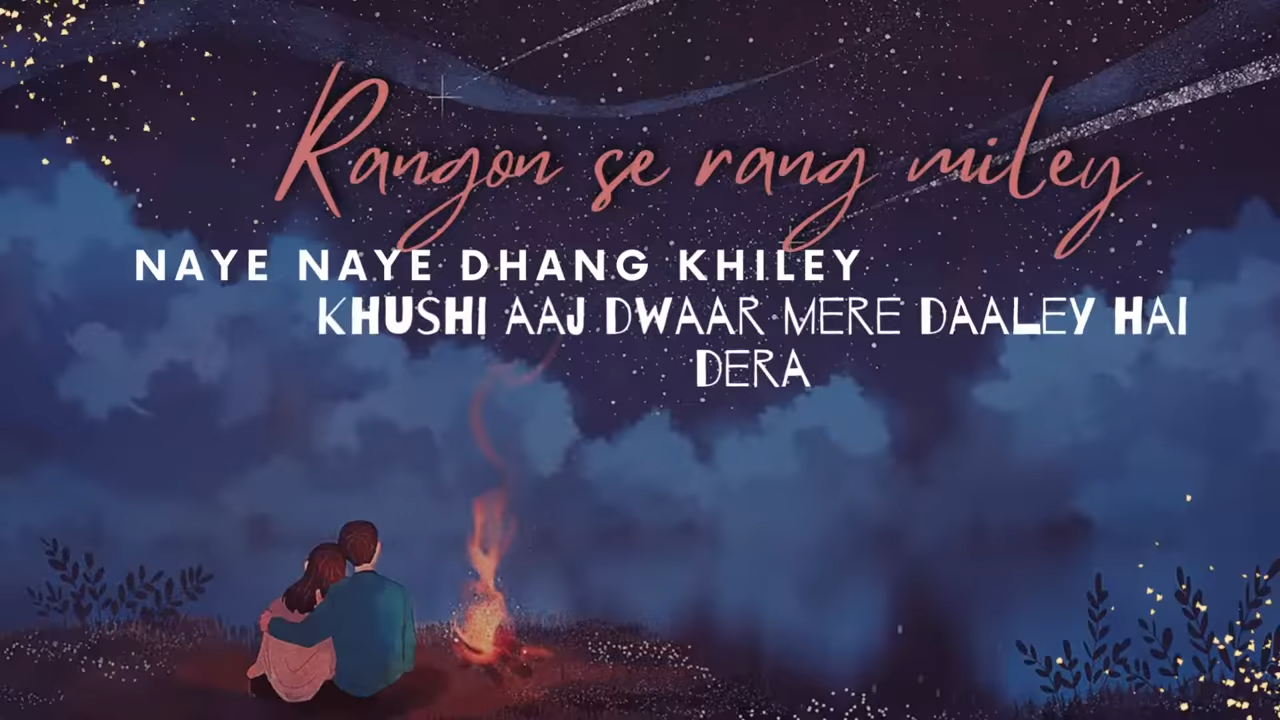 Rangon se rang miley
NAYE NAYE DHANG KHILEY
KHUSHI AAJ DWAAR MERE DAALEY HAI
DERA